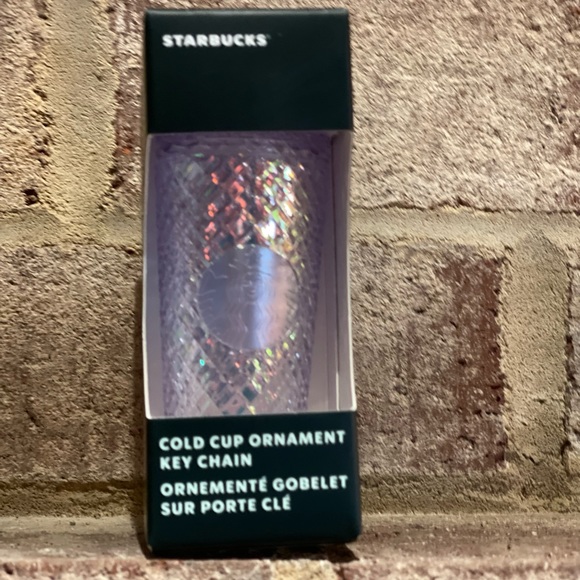 STARBUCKS
COLD CUP ORNAMENT
KEY CHAIN
ORNEMENTÉ GOBELET
SUR PORTE CLÉ